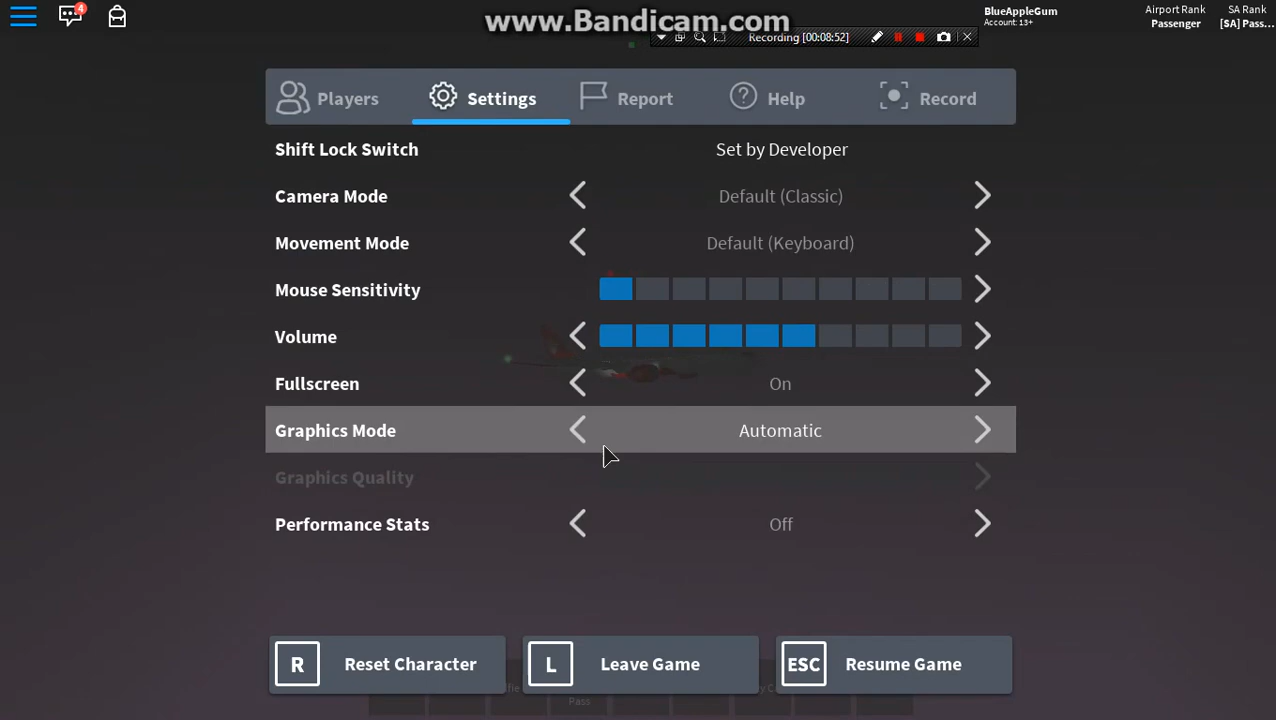 4
www.Bandicam.com
Recording [00:08:52]
BlueAppleGum
Account: 13+
Airport Rank
Passenger
SA Rank
[SA] Pass...
Players
Settings
Report
Help
Record
Shift Lock Switch
Set by Developer
Camera Mode
Default (Classic)
Movement Mode
Default (Keyboard)
Mouse Sensitivity
Volume
Fullscreen
On
Graphics Mode
Automatic
Graphics Quality
Performance Stats
Off
R
Reset Character
L
Leave Game
ESC
Resume Game
Pass